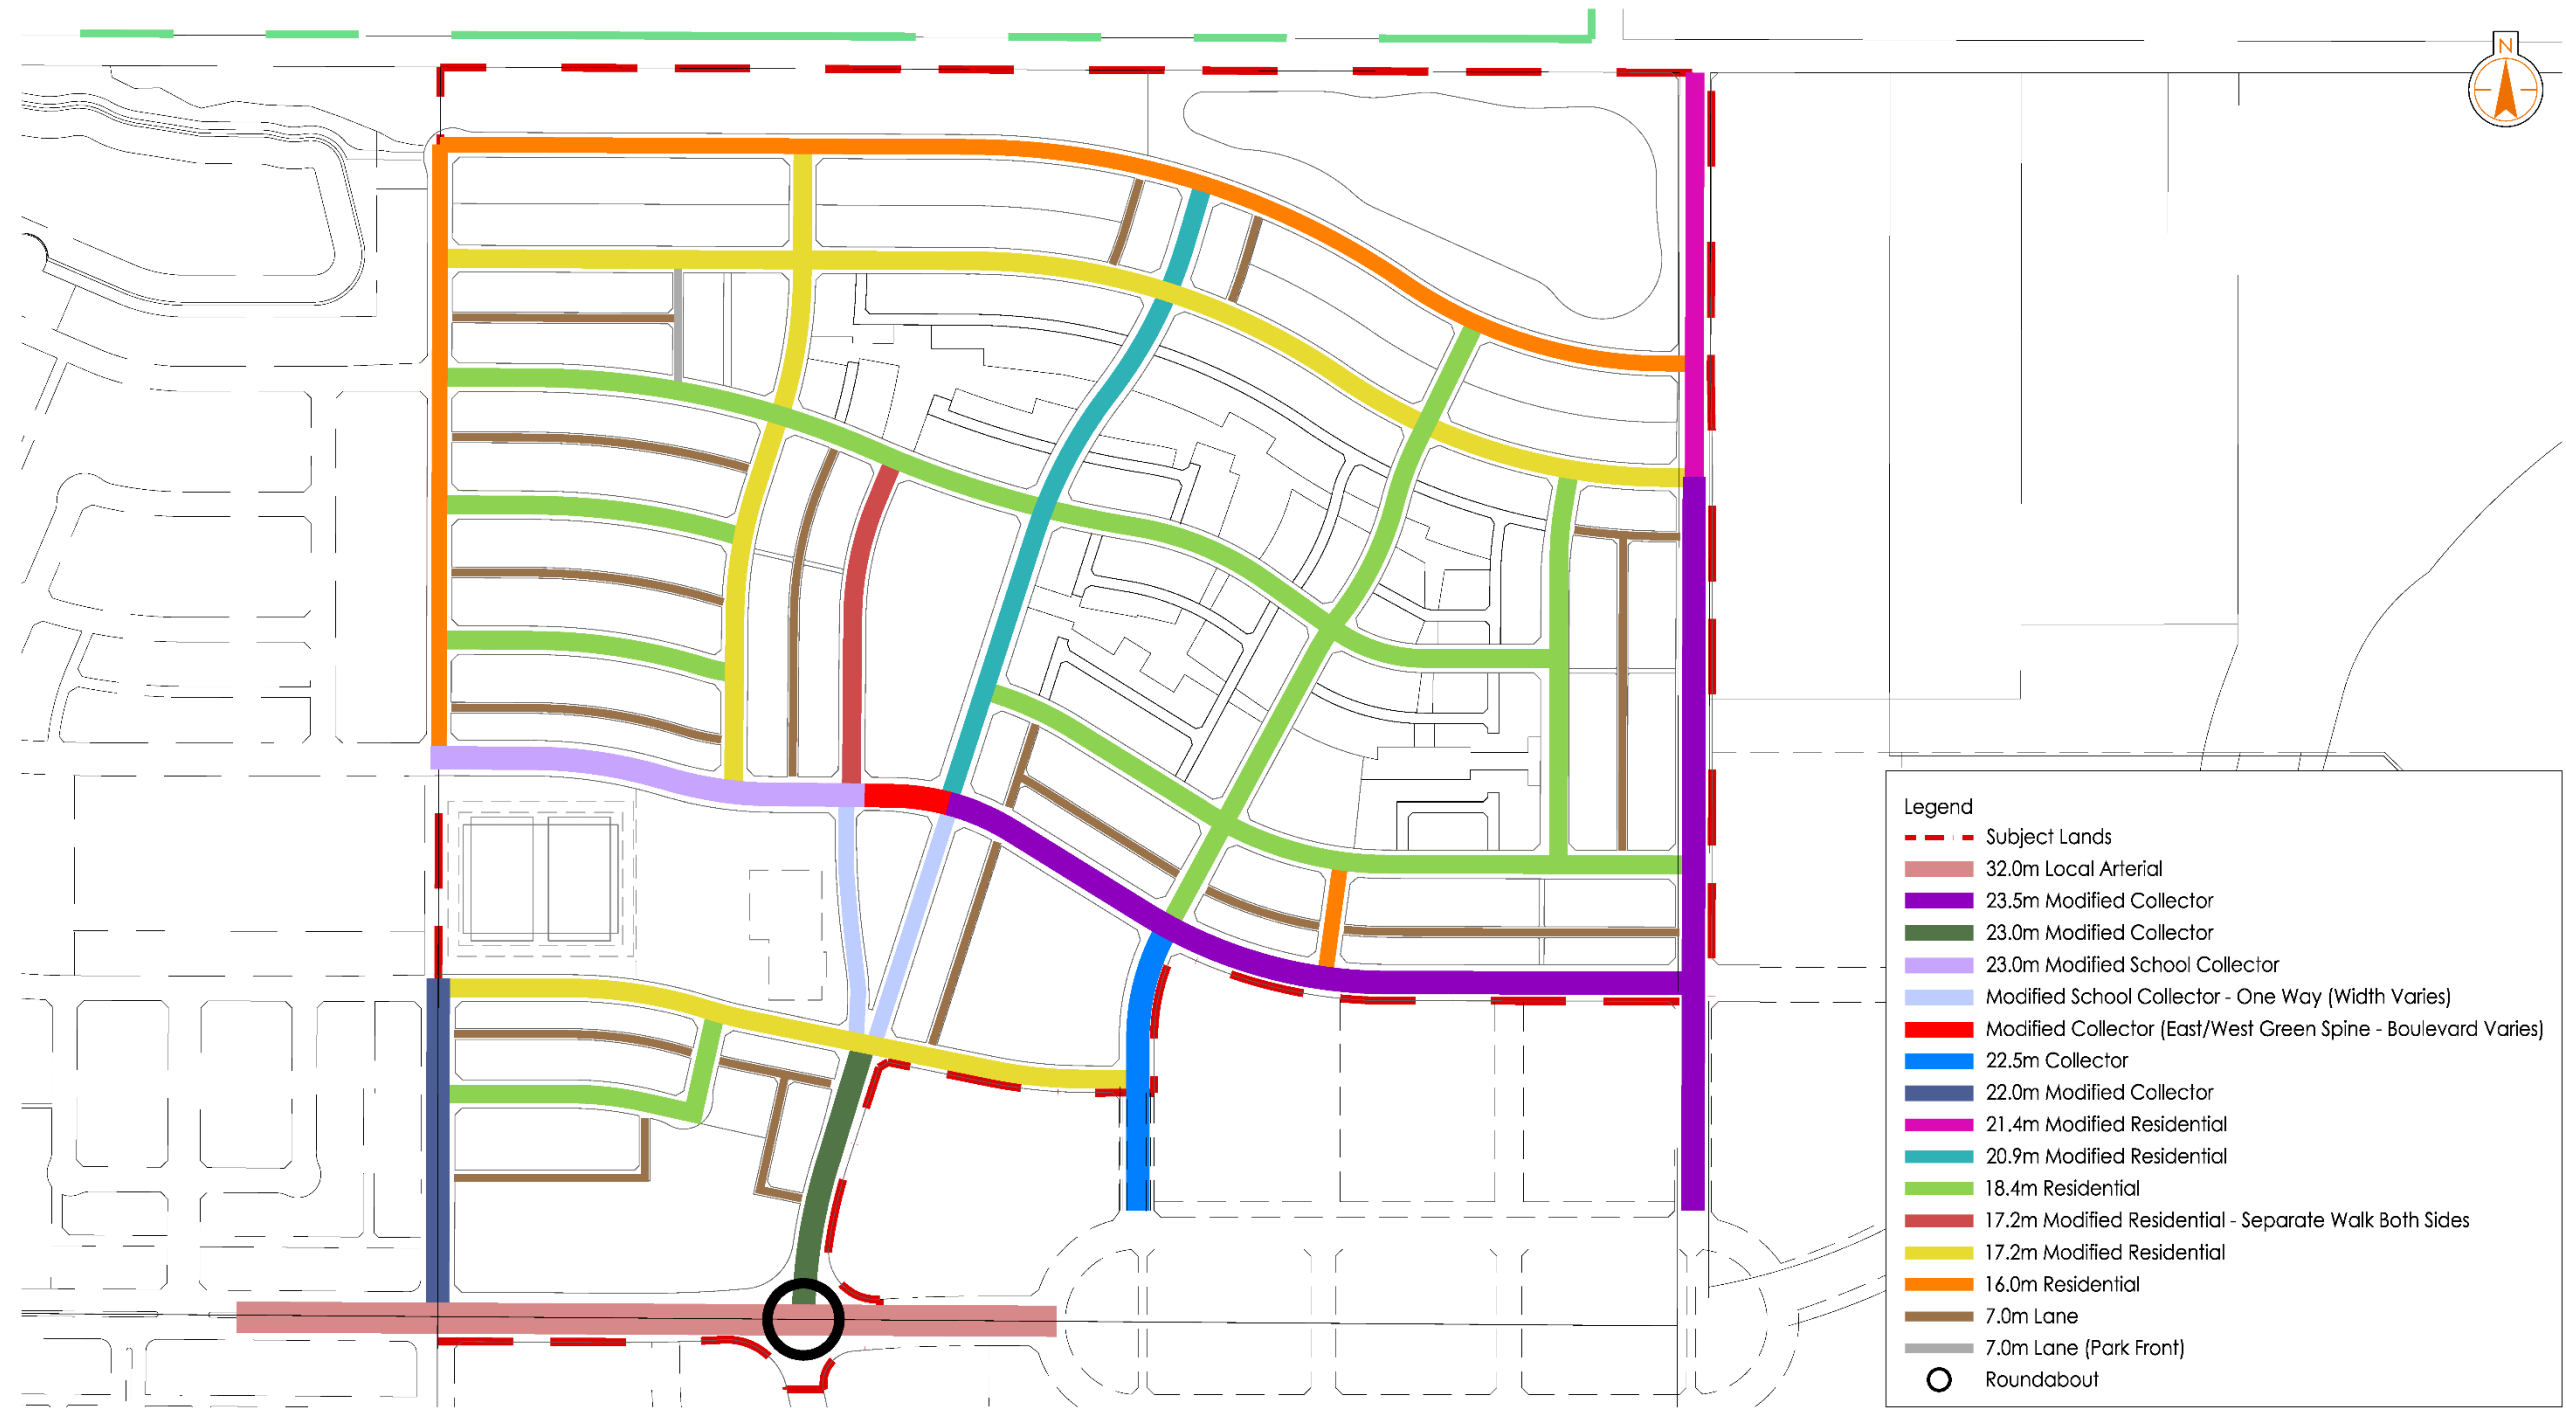 N
Legend
Subject Lands
32.0m Local Arterial
23.5m Modified Collector
23.0m Modified Collector
23.0m Modified School Collector
Modified School Collector - One Way (Width Varies)
Modified Collector (East/West Green Spine - Boulevard Varies)
22.5m Collector
22.0m Modified Collector
21.4m Modified Residential
20.9m Modified Residential
18.4m Residential
17.2m Modified Residential - Separate Walk Both Sides
17.2m Modified Residential
16.0m Residential
7.0m Lane
7.0m Lane (Park Front)
Roundabout